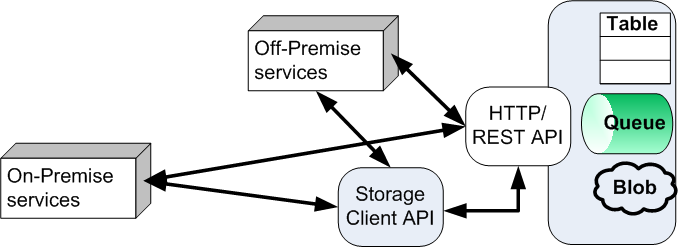 Off-Premise
services
On-Premise
services
Storage
Client API
HTTP/
REST API
Table
Queue
Blob